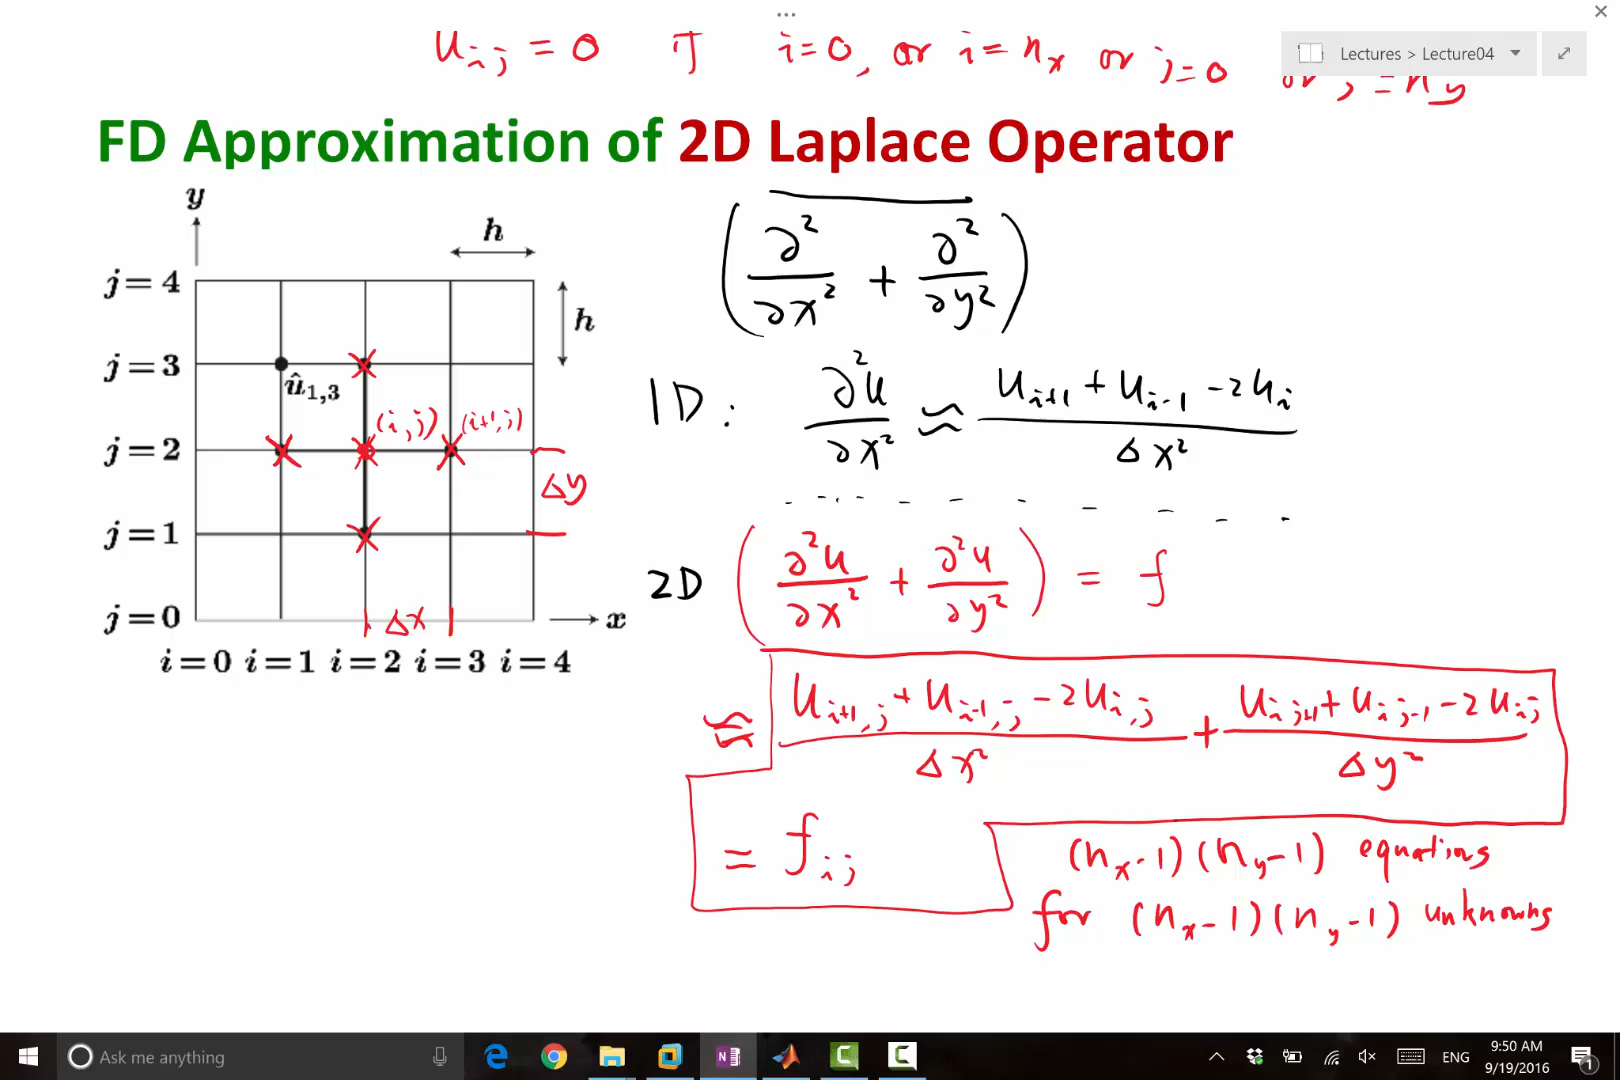 u_{i,j} = 0 if i=0, or i=n_x or j=0 or j=n_y
Lectures > Lecture04
FD Approximation of 2D Laplace Operator
y
h
j=4
h
j=3
û_{1,3}
(i,j) (i+1,j)
j=2
Δy
j=1
j=0
Δx
x
i=0 i=1 i=2 i=3 i=4
(∂²/∂x² + ∂²/∂y²)
1D: ∂²u/∂x² ≈ (u_{i+1} + u_{i-1} - 2u_i)/Δx²
2D (∂²u/∂x² + ∂²u/∂y²) = f
≈ (u_{i+1,j} + u_{i-1,j} - 2u_{i,j})/Δx² + (u_{i,j+1} + u_{i,j-1} - 2u_{i,j})/Δy²
= f_{ij}
(n_x-1)(n_y-1) equations
for (n_x-1)(n_y-1) unknowns
Ask me anything
ENG
9:50 AM
9/19/2016
1